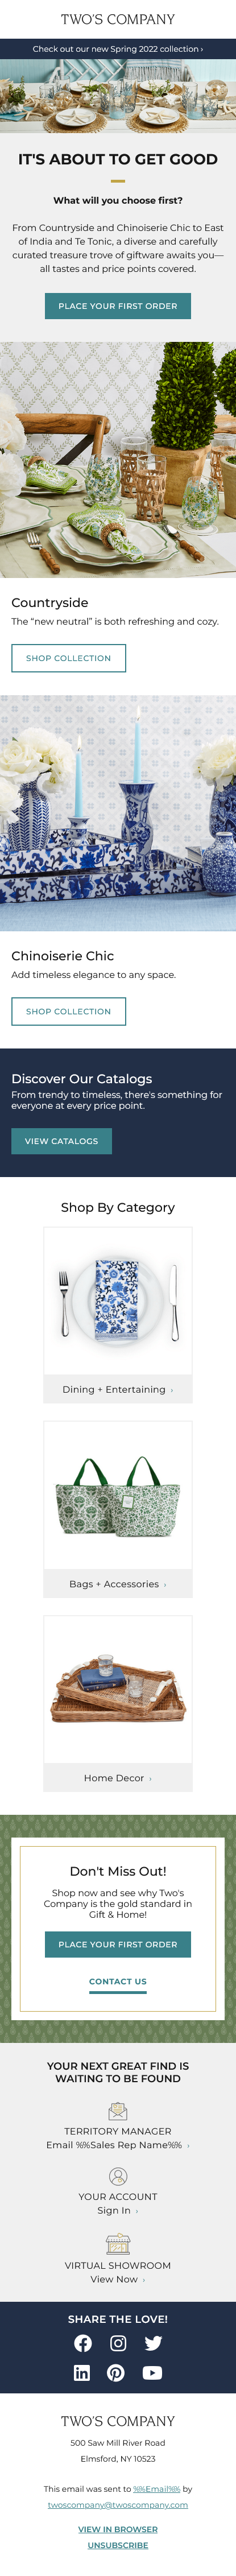 TWO'S COMPANY
Check out our new Spring 2022 collection ›
IT'S ABOUT TO GET GOOD
What will you choose first?
From Countryside and Chinoiserie Chic to East
of India and Te Tonic, a diverse and carefully
curated treasure trove of giftware awaits you—
all tastes and price points covered.
PLACE YOUR FIRST ORDER
Countryside
The “new neutral” is both refreshing and cozy.
SHOP COLLECTION
Chinoiserie Chic
Add timeless elegance to any space.
SHOP COLLECTION
Discover Our Catalogs
From trendy to timeless, there's something for
everyone at every price point.
VIEW CATALOGS
Shop By Category
Dining + Entertaining ›
Bags + Accessories ›
Home Decor ›
Don't Miss Out!
Shop now and see why Two's
Company is the gold standard in
Gift & Home!
PLACE YOUR FIRST ORDER
CONTACT US
YOUR NEXT GREAT FIND IS
WAITING TO BE FOUND
TERRITORY MANAGER
Email %%Sales Rep Name%% ›
YOUR ACCOUNT
Sign In ›
VIRTUAL SHOWROOM
View Now ›
SHARE THE LOVE!
TWO'S COMPANY
500 Saw Mill River Road
Elmsford, NY 10523
This email was sent to %%Email%% by
twoscompany@twoscompany.com
VIEW IN BROWSER
UNSUBSCRIBE